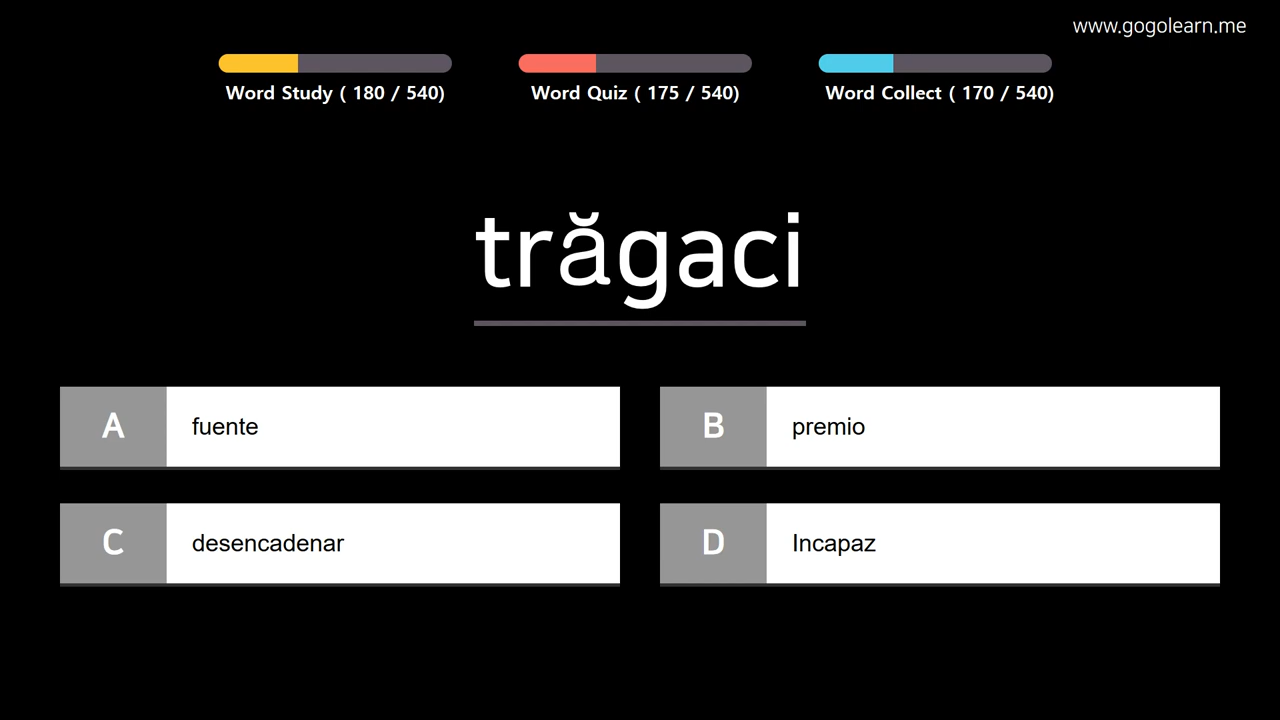 www.gogolearn.me
Word Study ( 180 / 540)
Word Quiz ( 175 / 540)
Word Collect ( 170 / 540)
trăgaci
A fuente
B premio
C desencadenar
D Incapaz